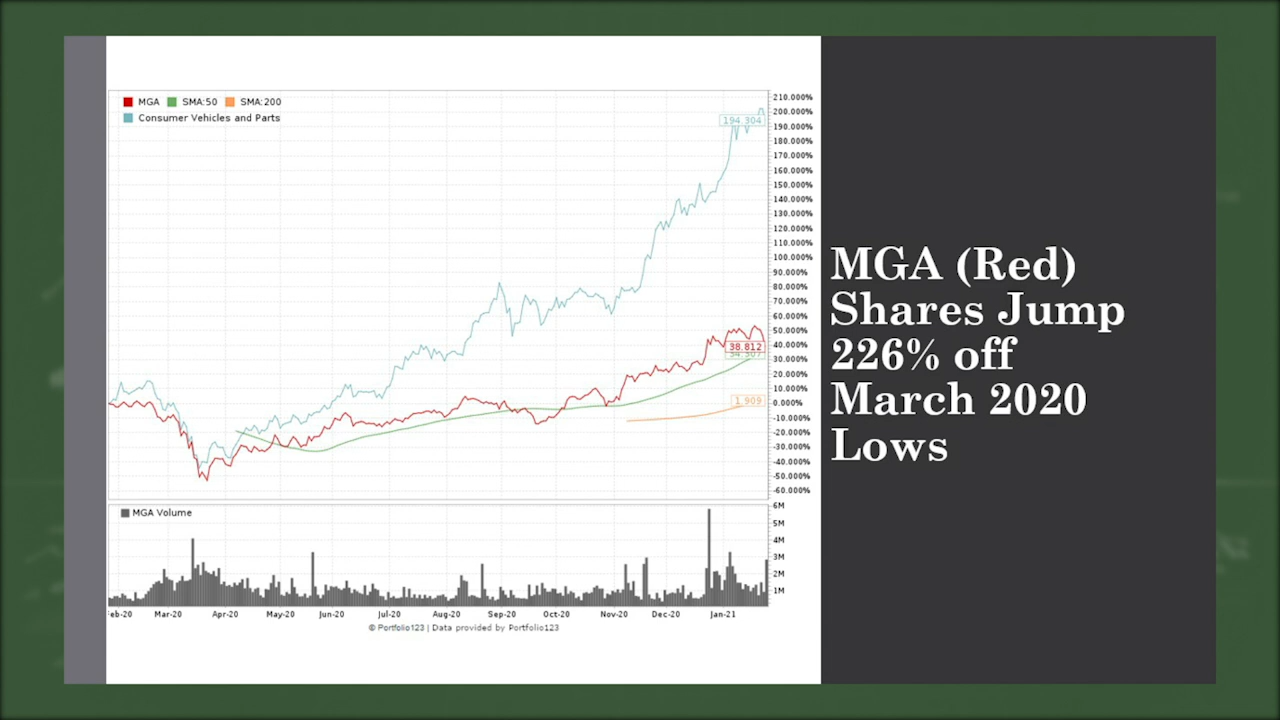 MGA SMA:50 SMA:200
Consumer Vehicles and Parts
210.000%
200.000%
194.304
190.000%
180.000%
170.000%
160.000%
150.000%
140.000%
130.000%
120.000%
110.000%
100.000%
90.000%
80.000%
70.000%
60.000%
50.000%
40.000%
38.812
30.000%
20.000%
10.000%
1.909
0.000%
-10.000%
-20.000%
-30.000%
-40.000%
-50.000%
-60.000%
MGA Volume
6M
5M
4M
3M
2M
1M
Mar-20 Apr-20 May-20 Jun-20 Jul-20 Aug-20 Sep-20 Oct-20 Nov-20 Dec-20 Jan-21
© Portfolio123 | Data provided by Portfolio123
MGA (Red)
Shares Jump
226% off
March 2020
Lows